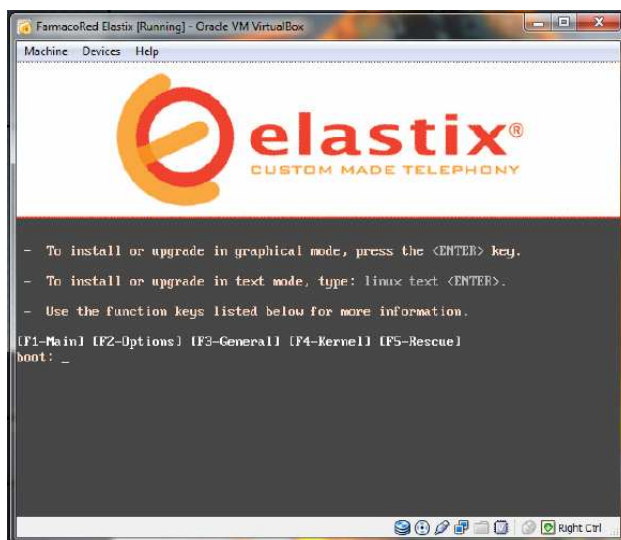 FarmacoRed Elastix [Running] - Oracle VM VirtualBox
Machine Devices Help
elastix®
CUSTOM MADE TELEPHONY
- To install or upgrade in graphical mode, press the <ENTER> key.
- To install or upgrade in text mode, type: linux text <ENTER>.
- Use the function keys listed below for more information.
[F1-Main] [F2-Options] [F3-General] [F4-Kernel] [F5-Rescue]
boot: _
Right Ctrl